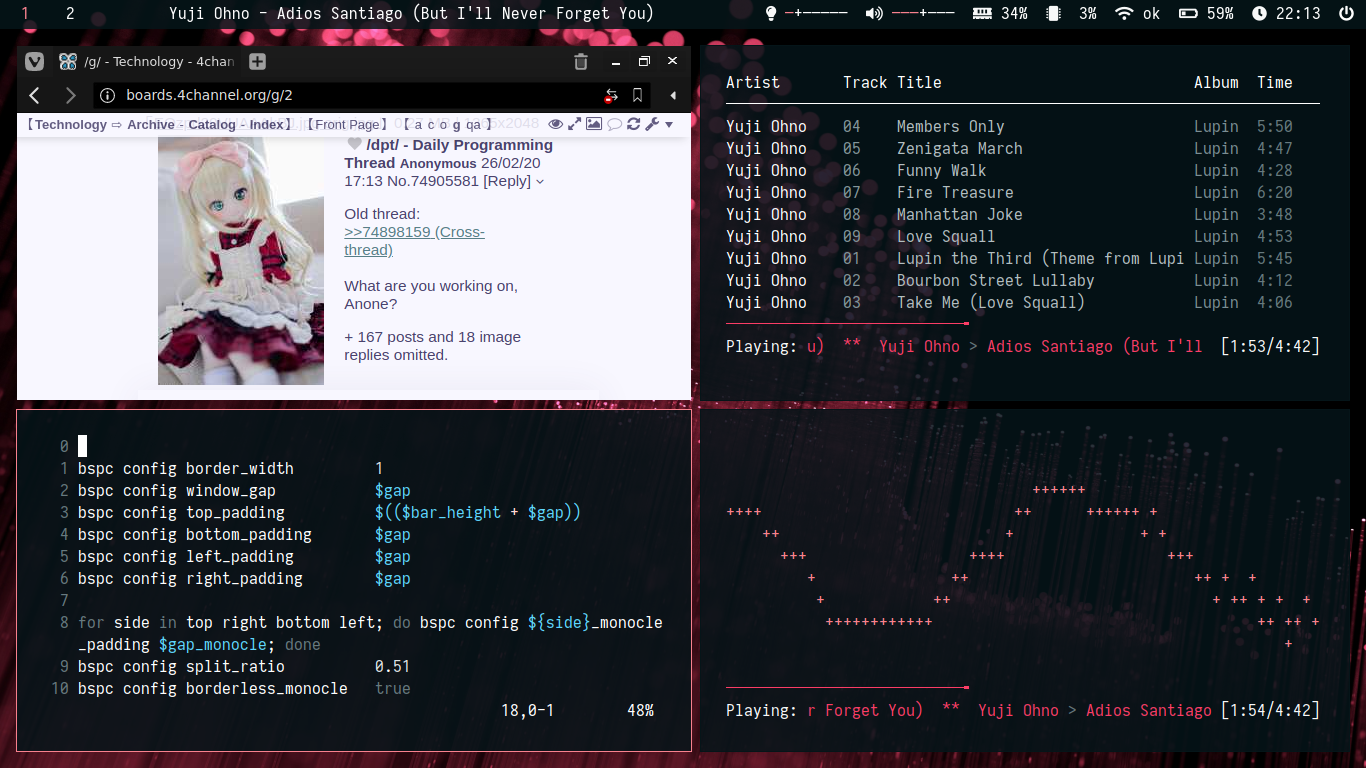 1 2 Yuji Ohno - Adios Santiago (But I'll Never Forget You) 34% 3% ok 59% 22:13
/g/ - Technology - 4chan
boards.4channel.org/g/2
【Technology ⇨ Archive - Catalog - Index】 【Front Page】 【 a c o g qa 】
/dpt/ - Daily Programming
Thread Anonymous 26/02/20
17:13 No.74905581 [Reply]
Old thread:
>>74898159 (Cross-
thread)
What are you working on,
Anone?
+ 167 posts and 18 image
replies omitted.
Artist Track Title Album Time
Yuji Ohno 04 Members Only Lupin 5:50
Yuji Ohno 05 Zenigata March Lupin 4:47
Yuji Ohno 06 Funny Walk Lupin 4:28
Yuji Ohno 07 Fire Treasure Lupin 6:20
Yuji Ohno 08 Manhattan Joke Lupin 3:48
Yuji Ohno 09 Love Squall Lupin 4:53
Yuji Ohno 01 Lupin the Third (Theme from Lupi Lupin 5:45
Yuji Ohno 02 Bourbon Street Lullaby Lupin 4:12
Yuji Ohno 03 Take Me (Love Squall) Lupin 4:06
Playing: u) ** Yuji Ohno > Adios Santiago (But I'll [1:53/4:42]
0
1 bspc config border_width 1
2 bspc config window_gap $gap
3 bspc config top_padding $(($bar_height + $gap))
4 bspc config bottom_padding $gap
5 bspc config left_padding $gap
6 bspc config right_padding $gap
7
8 for side in top right bottom left; do bspc config ${side}_monocle
_padding $gap_monocle; done
9 bspc config split_ratio 0.51
10 bspc config borderless_monocle true
18,0-1 48%
Playing: r Forget You) ** Yuji Ohno > Adios Santiago [1:54/4:42]